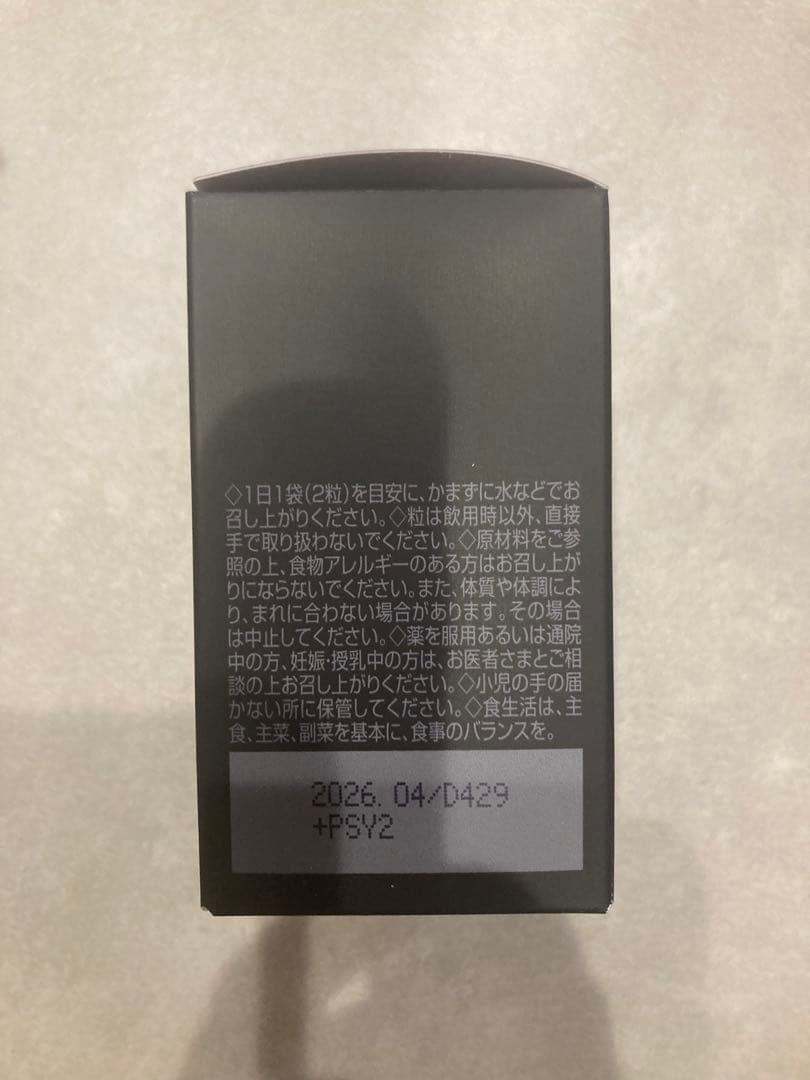 ◇1日1袋(2粒)を目安に、かまずに水などでお
召し上がりください。◇粒は飲用時以外、直接
手で取り扱わないでください。◇原材料をご参
照の上、食物アレルギーのある方はお召し上が
りにならないでください。また、体質や体調によ
り、まれに合わない場合があります。その場合
は中止してください。◇薬を服用あるいは通院
中の方、妊娠・授乳中の方は、お医者さまとご相
談の上お召し上がりください。◇小児の手の届
かない所に保管してください。◇食生活は、主
食、主菜、副菜を基本に、食事のバランスを。
2026. 04/D429
+PSY2